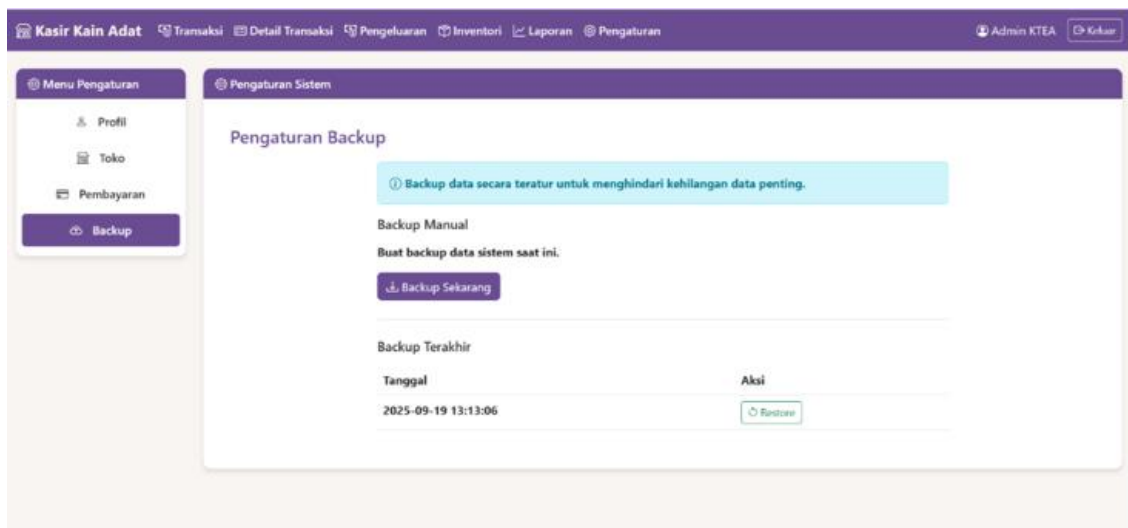 Kasir Kain Adat Transaksi Detail Transaksi Pengeluaran Inventori Laporan Pengaturan Admin KTEA Keluar
Menu Pengaturan
Profil
Toko
Pembayaran
Backup
Pengaturan Sistem
Pengaturan Backup
Backup data secara teratur untuk menghindari kehilangan data penting.
Backup Manual
Buat backup data sistem saat ini.
Backup Sekarang
Backup Terakhir
Tanggal Aksi
2025-09-19 13:13:06 Restore